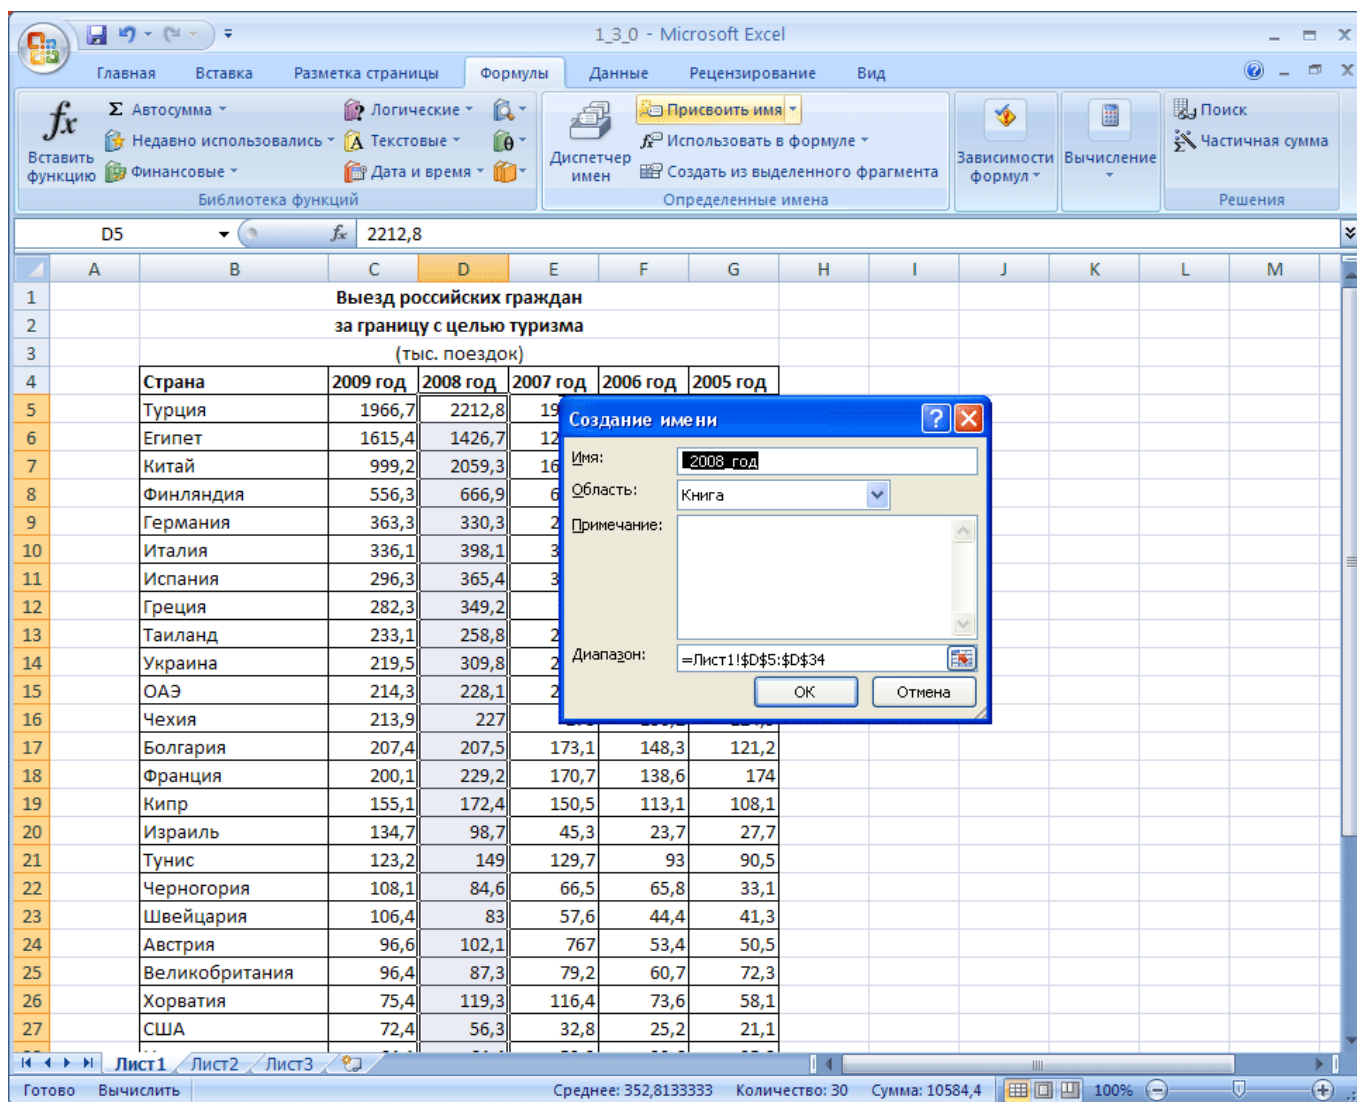 1_3_0 - Microsoft Excel
Главная Вставка Разметка страницы Формулы Данные Рецензирование Вид
fx Σ Автосумма Логические Присвоить имя Поиск
Недавно использовались Текстовые Использовать в формуле Частичная сумма
Вставить функцию Финансовые Дата и время Диспетчер имен Создать из выделенного фрагмента Зависимости формул Вычисление
Библиотека функций Определенные имена Решения
D5 fx 2212,8
A B C D E F G H I J K L M
1 Выезд российских граждан
2 за границу с целью туризма
3 (тыс. поездок)
4 Страна 2009 год 2008 год 2007 год 2006 год 2005 год
5 Турция 1966,7 2212,8 19
6 Египет 1615,4 1426,7 12
7 Китай 999,2 2059,3 16
8 Финляндия 556,3 666,9 6
9 Германия 363,3 330,3 2
10 Италия 336,1 398,1 3
11 Испания 296,3 365,4 3
12 Греция 282,3 349,2
13 Таиланд 233,1 258,8 2
14 Украина 219,5 309,8 2
15 ОАЭ 214,3 228,1 2
16 Чехия 213,9 227
17 Болгария 207,4 207,5 173,1 148,3 121,2
18 Франция 200,1 229,2 170,7 138,6 174
19 Кипр 155,1 172,4 150,5 113,1 108,1
20 Израиль 134,7 98,7 45,3 23,7 27,7
21 Тунис 123,2 149 129,7 93 90,5
22 Черногория 108,1 84,6 66,5 65,8 33,1
23 Швейцария 106,4 83 57,6 44,4 41,3
24 Австрия 96,6 102,1 767 53,4 50,5
25 Великобритания 96,4 87,3 79,2 60,7 72,3
26 Хорватия 75,4 119,3 116,4 73,6 58,1
27 США 72,4 56,3 32,8 25,2 21,1
Создание имени
Имя: _2008_год
Область: Книга
Примечание:
Диапазон: =Лист1!$D$5:$D$34
ОК Отмена
Лист1 Лист2 Лист3
Готово Вычислить Среднее: 352,8133333 Количество: 30 Сумма: 10584,4 100%